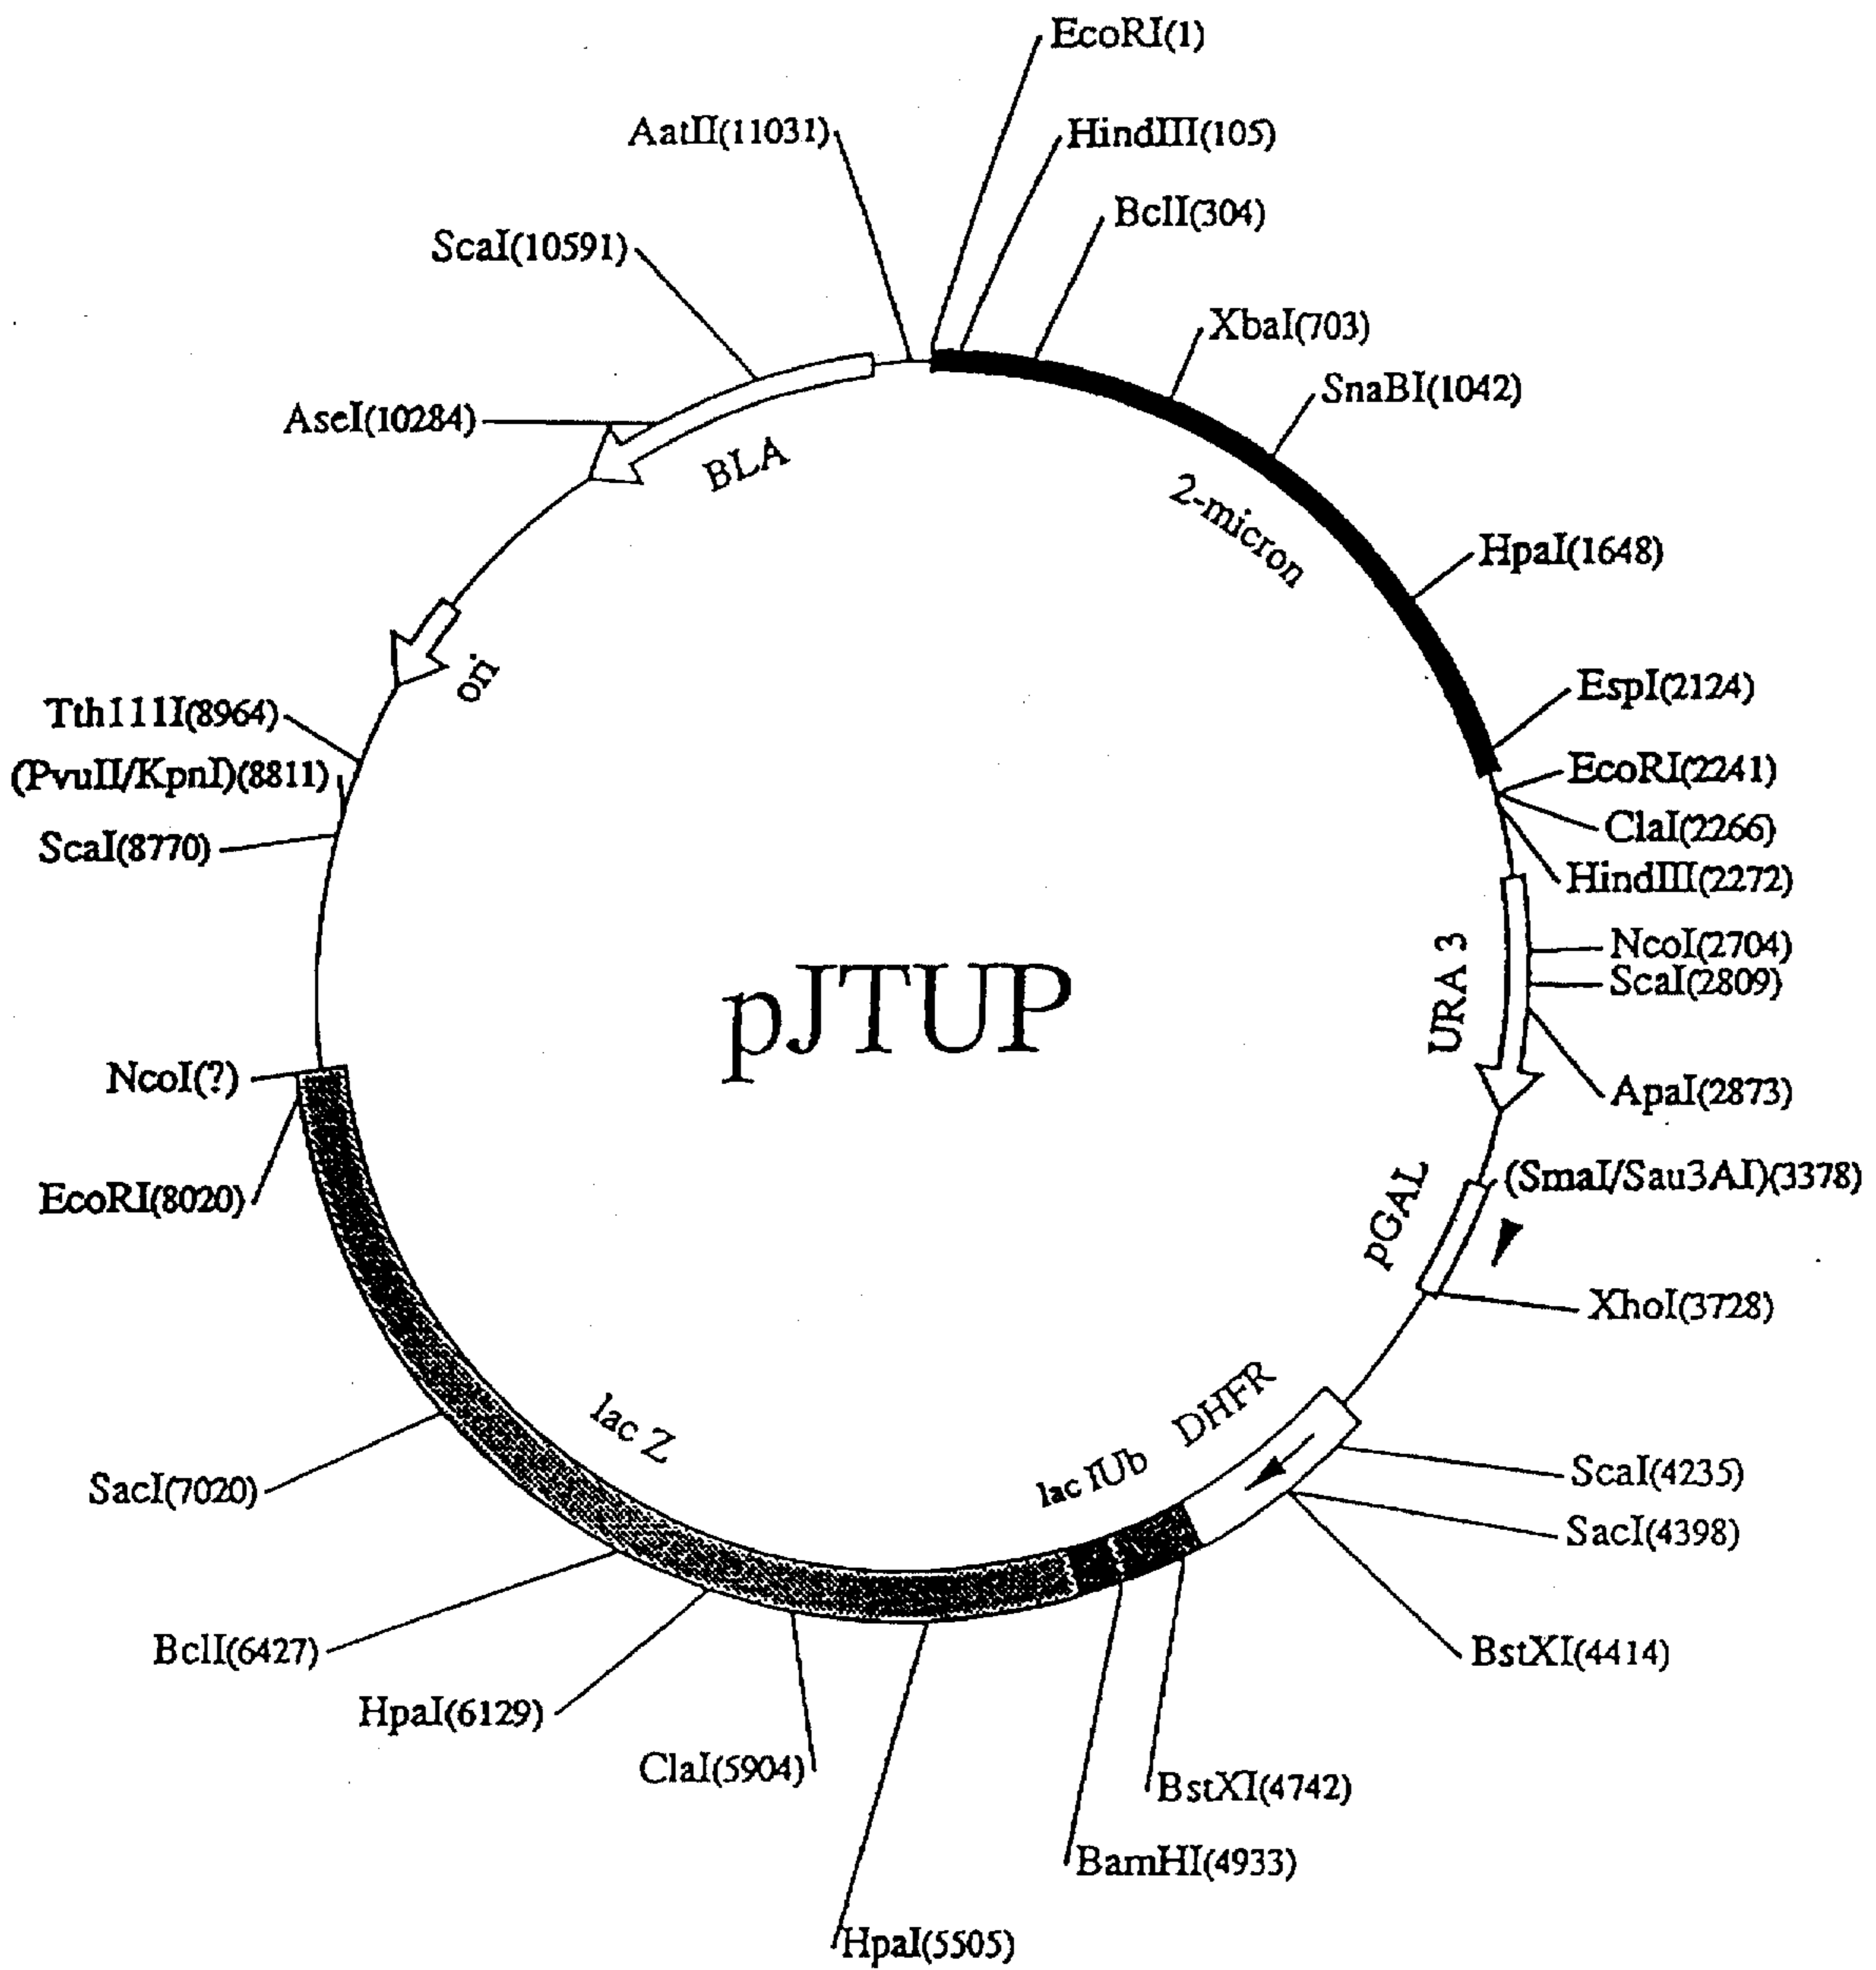 EcoRI(1)
AatII(11031)
HindIII(105)
BclI(304)
ScaI(10591)
XbaI(703)
SnaBI(1042)
AseI(10284)
BLA
2-micron
HpaI(1648)
ori
EspI(2124)
Tth111I(8964)
EcoRI(2241)
(PvuII/KpnI)(8811)
ClaI(2266)
ScaI(8770)
HindIII(2272)
NcoI(2704)
URA 3
ScaI(2809)
pJTUP
NcoI(?)
ApaI(2873)
(SmaI/Sau3AI)(3378)
EcoRI(8020)
pGAL
XhoI(3728)
DHFR
lac Z
lac IUb
ScaI(4235)
SacI(7020)
SacI(4398)
BclI(6427)
BstXI(4414)
HpaI(6129)
ClaI(5904)
BstXI(4742)
BamHI(4933)
HpaI(5505)